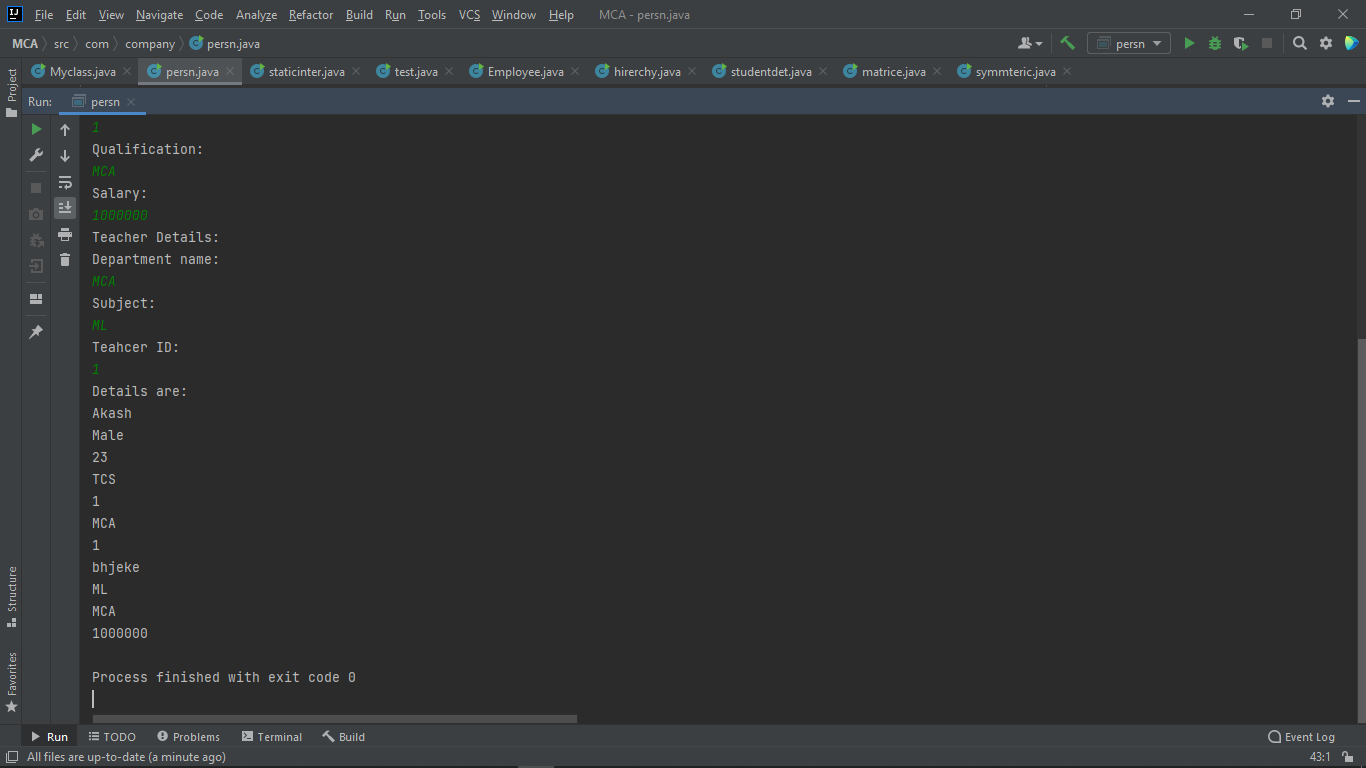 File Edit View Navigate Code Analyze Refactor Build Run Tools VCS Window Help MCA - persn.java
MCA src com company persn.java persn
Myclass.java persn.java staticinter.java test.java Employee.java hirerchy.java studentdet.java matrice.java symmteric.java
Project
Run: persn
1
Qualification:
MCA
Salary:
1000000
Teacher Details:
Department name:
MCA
Subject:
ML
Teahcer ID:
1
Details are:
Akash
Male
23
TCS
1
MCA
1
bhjeke
ML
MCA
1000000
Process finished with exit code 0
Structure
Favorites
Run TODO Problems Terminal Build Event Log
All files are up-to-date (a minute ago) 43:1